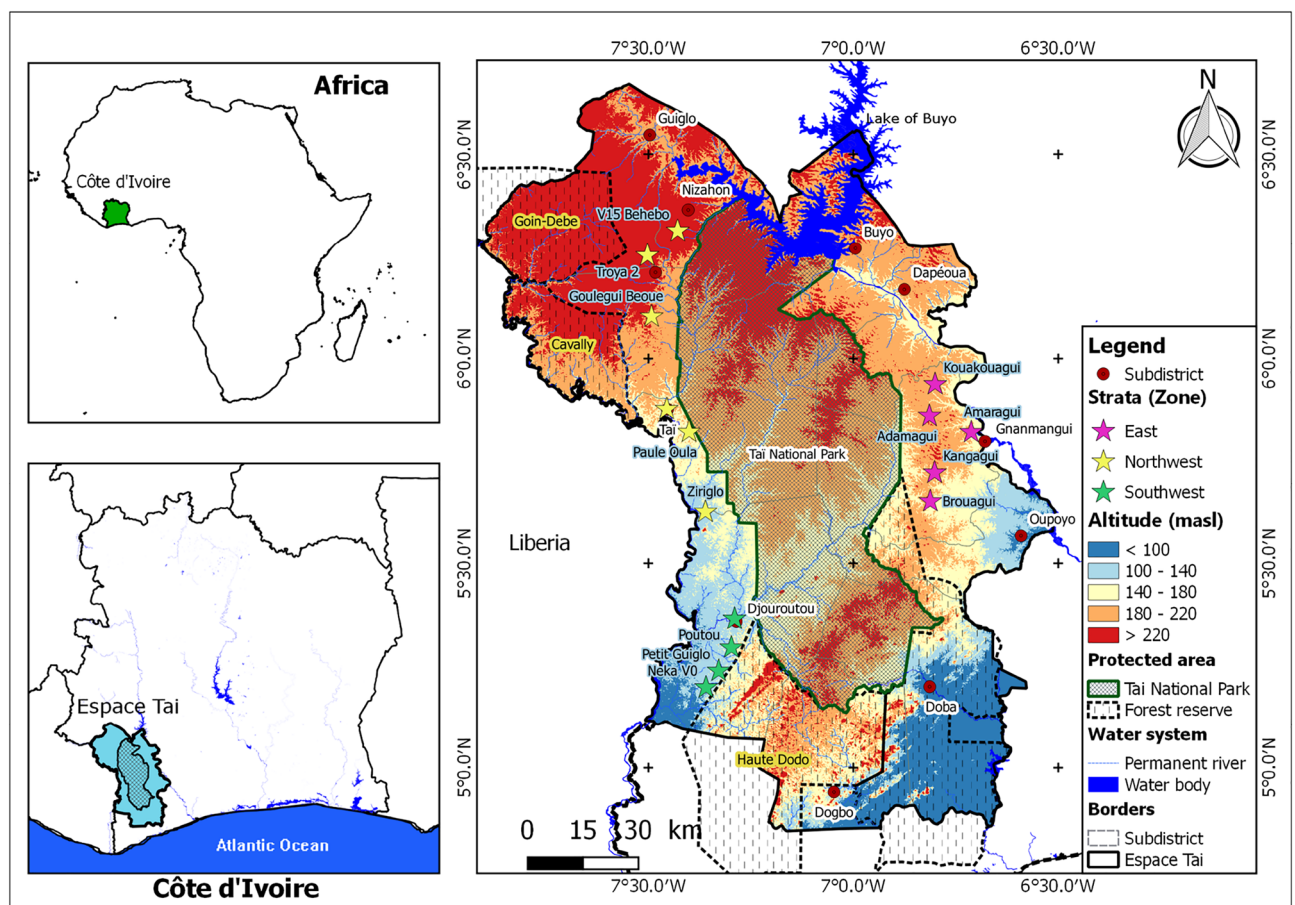 Africa
Côte d'Ivoire
Espace Tai
Atlantic Ocean
Côte d'Ivoire
7°30.0'W
7°0.0'W
6°30.0'W
6°30.0'N
6°0.0'N
5°30.0'N
5°0.0'N
N
Lake of Buyo
Guiglo
Nizahon
V15 Behebo
Goin-Debe
Troya 2
Goulegui Beoue
Cavally
Buyo
Dapéoua
Kouakouagui
Amaragui
Gnanmangui
Adamagui
Kangagui
Brouagui
Oupoyo
Taï
Paule Oula
Taï National Park
Ziriglo
Liberia
Djouroutou
Poutou
Petit Guiglo
Neka V0
Doba
Haute Dodo
Dogbo
0 15 30 km
7°30.0'W
7°0.0'W
6°30.0'W
6°30.0'N
6°0.0'N
5°30.0'N
5°0.0'N
Legend
Subdistrict
Strata (Zone)
East
Northwest
Southwest
Altitude (masl)
< 100
100 - 140
140 - 180
180 - 220
> 220
Protected area
Tai National Park
Forest reserve
Water system
Permanent river
Water body
Borders
Subdistrict
Espace Tai